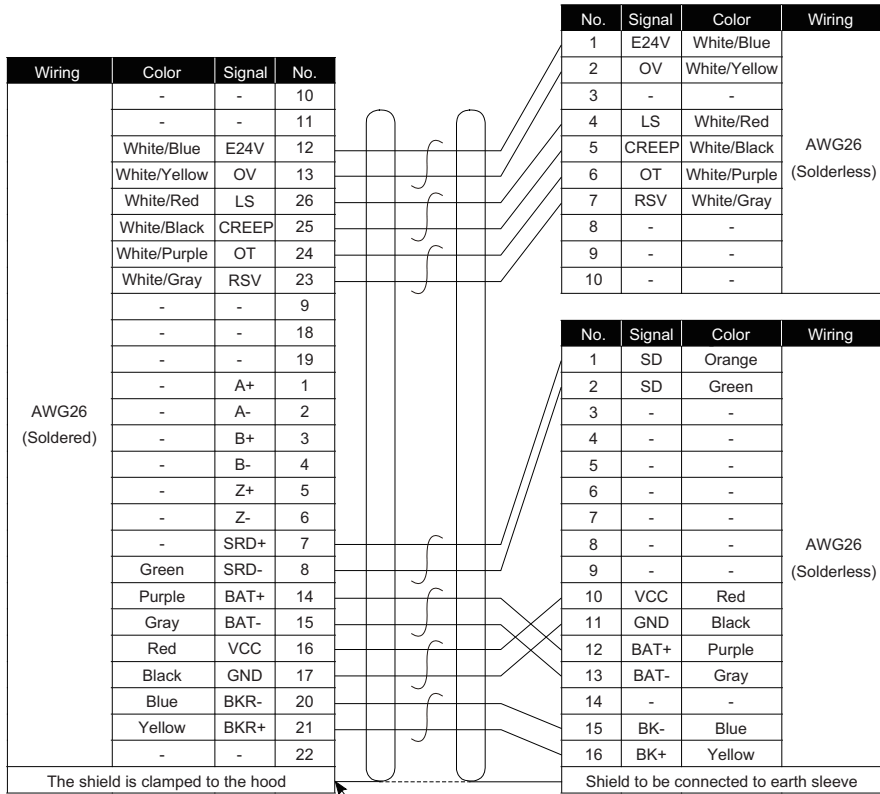 Wiring Color Signal No.
- - 10
- - 11
White/Blue E24V 12
White/Yellow OV 13
White/Red LS 26
White/Black CREEP 25
White/Purple OT 24
White/Gray RSV 23
- - 9
- - 18
- - 19
- A+ 1
AWG26 - A- 2
(Soldered) - B+ 3
- B- 4
- Z+ 5
- Z- 6
- SRD+ 7
Green SRD- 8
Purple BAT+ 14
Gray BAT- 15
Red VCC 16
Black GND 17
Blue BKR- 20
Yellow BKR+ 21
- - 22
The shield is clamped to the hood
No. Signal Color Wiring
1 E24V White/Blue
2 OV White/Yellow
3 - -
4 LS White/Red
5 CREEP White/Black AWG26
6 OT White/Purple (Solderless)
7 RSV White/Gray
8 - -
9 - -
10 - -
No. Signal Color Wiring
1 SD Orange
2 SD Green
3 - -
4 - -
5 - -
6 - -
7 - -
8 - - AWG26
9 - - (Solderless)
10 VCC Red
11 GND Black
12 BAT+ Purple
13 BAT- Gray
14 - -
15 BK- Blue
16 BK+ Yellow
Shield to be connected to earth sleeve